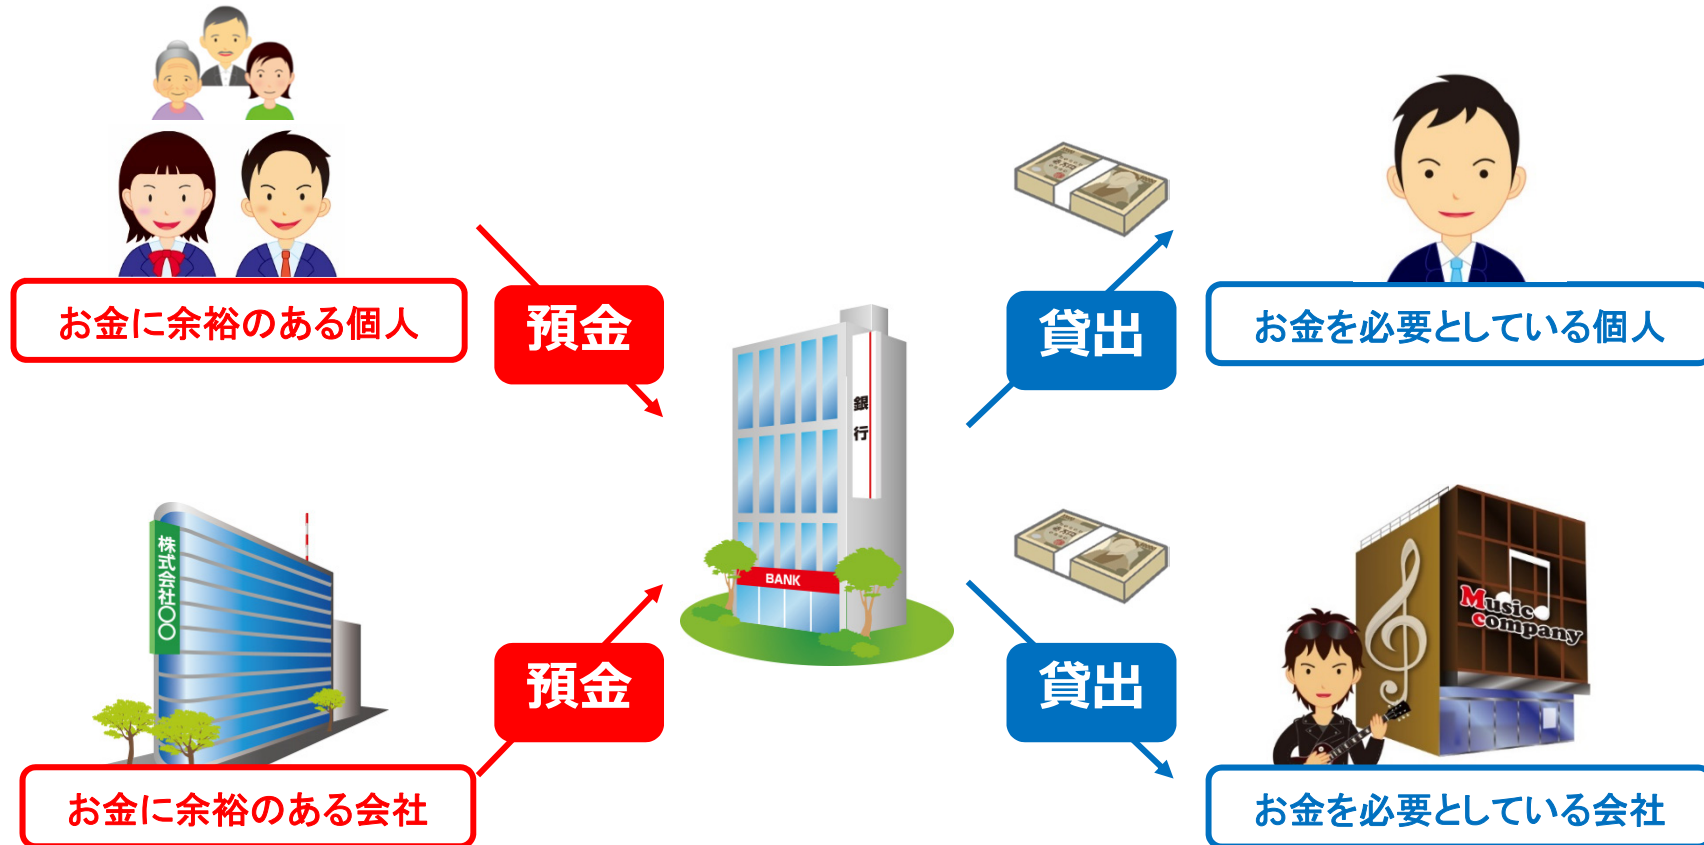 お金に余裕のある個人
預金
貸出
お金を必要としている個人
銀行
BANK
株式会社〇〇
預金
貸出
Music
company
お金に余裕のある会社
お金を必要としている会社